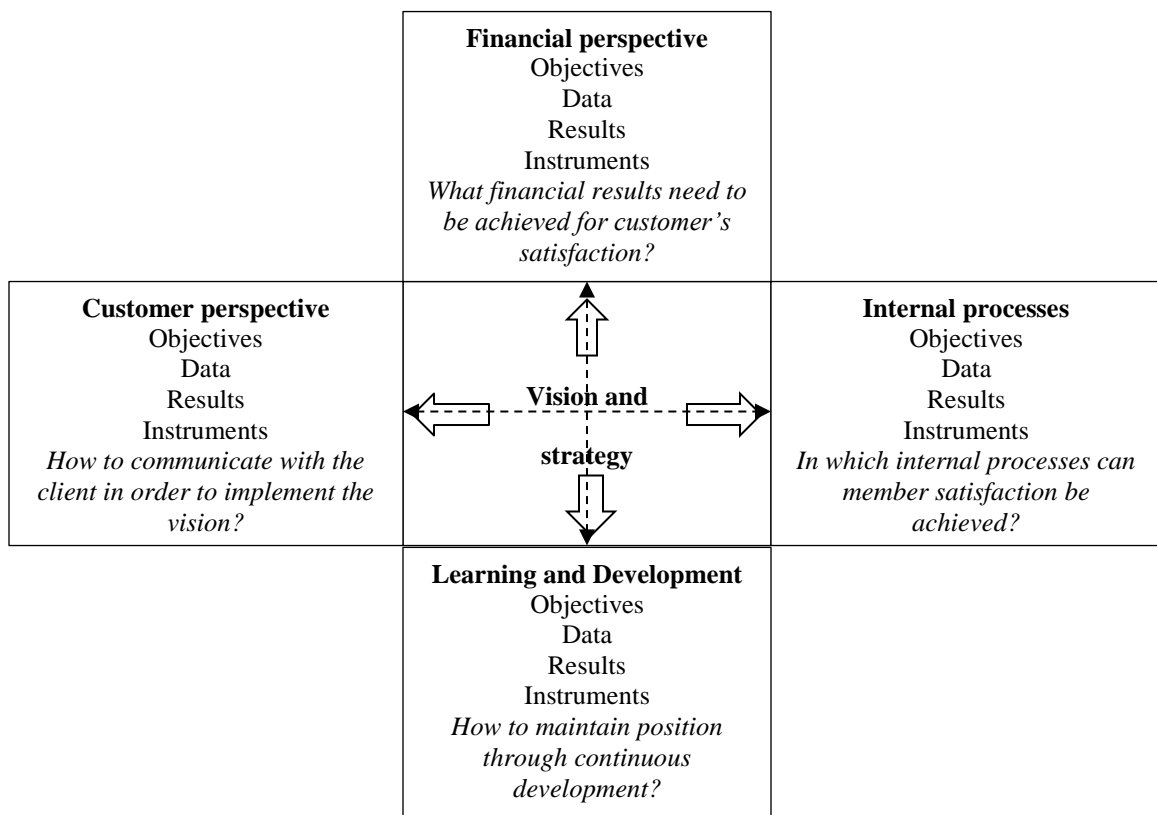 Financial perspective
Objectives
Data
Results
Instruments
What financial results need to
be achieved for customer’s
satisfaction?
Customer perspective
Objectives
Data
Results
Instruments
How to communicate with the
client in order to implement the
vision?
Vision and
strategy
Internal processes
Objectives
Data
Results
Instruments
In which internal processes can
member satisfaction be
achieved?
Learning and Development
Objectives
Data
Results
Instruments
How to maintain position
through continuous
development?